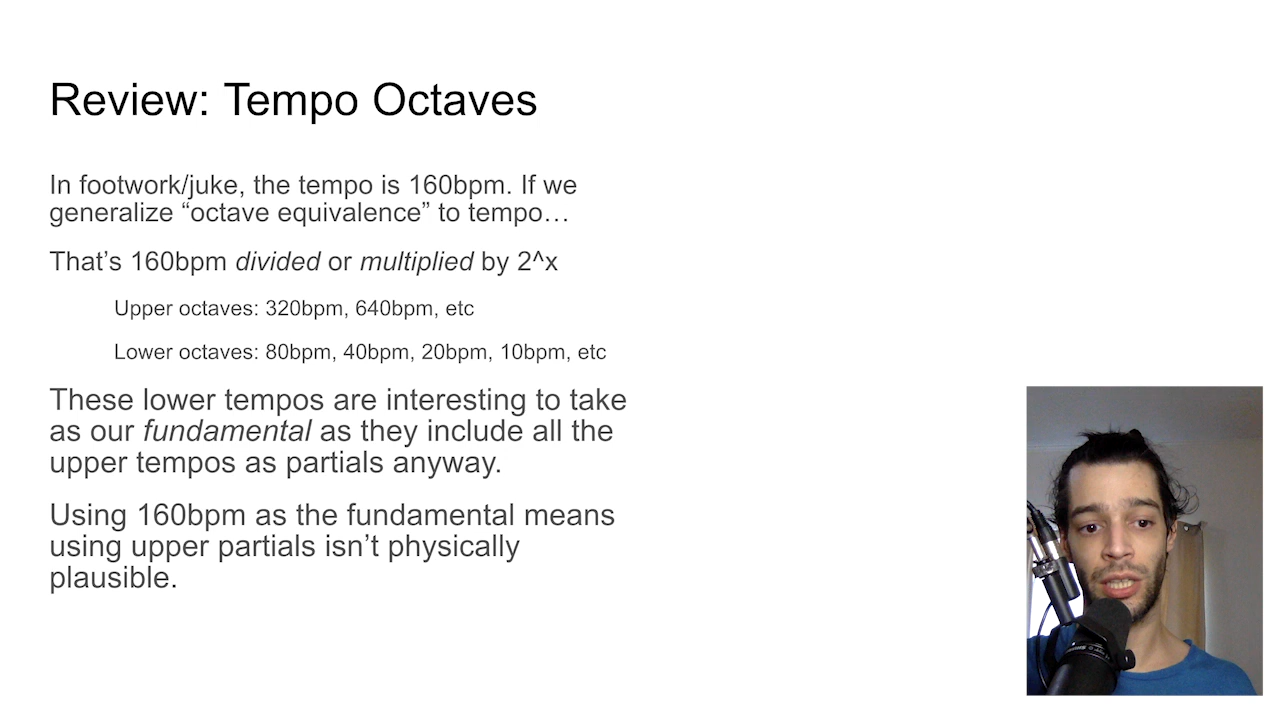 Review: Tempo Octaves
In footwork/juke, the tempo is 160bpm. If we
generalize “octave equivalence” to tempo…
That’s 160bpm divided or multiplied by 2^x
Upper octaves: 320bpm, 640bpm, etc
Lower octaves: 80bpm, 40bpm, 20bpm, 10bpm, etc
These lower tempos are interesting to take
as our fundamental as they include all the
upper tempos as partials anyway.
Using 160bpm as the fundamental means
using upper partials isn’t physically
plausible.